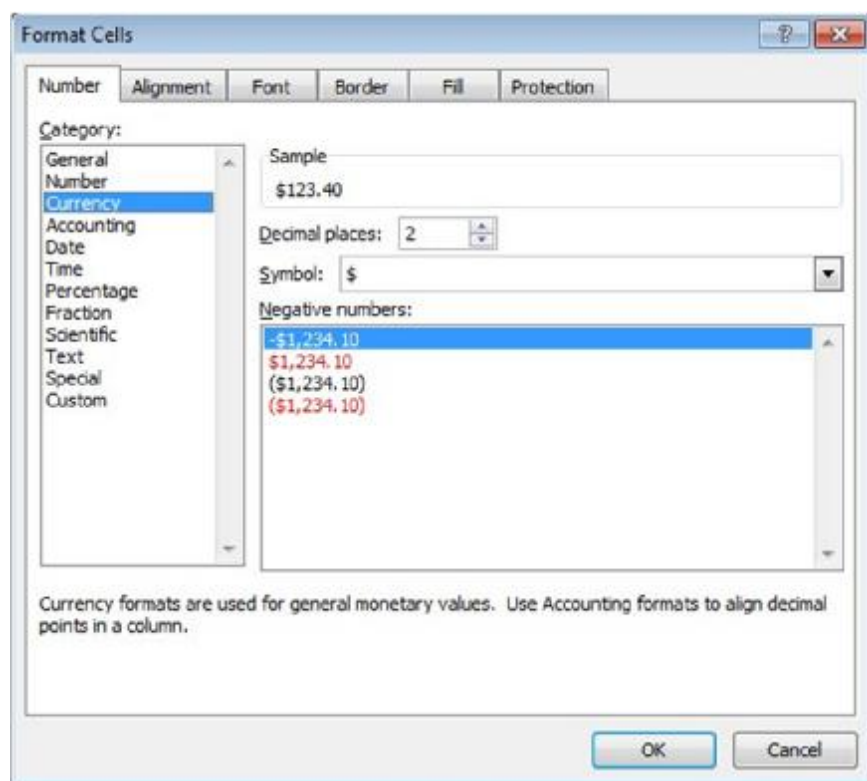 Format Cells
Number Alignment Font Border Fill Protection
Category:
General
Number
Currency
Accounting
Date
Time
Percentage
Fraction
Scientific
Text
Special
Custom
Sample
$123.40
Decimal places: 2
Symbol: $
Negative numbers:
-$1,234.10
$1,234.10
($1,234.10)
($1,234.10)
Currency formats are used for general monetary values. Use Accounting formats to align decimal
points in a column.
OK Cancel